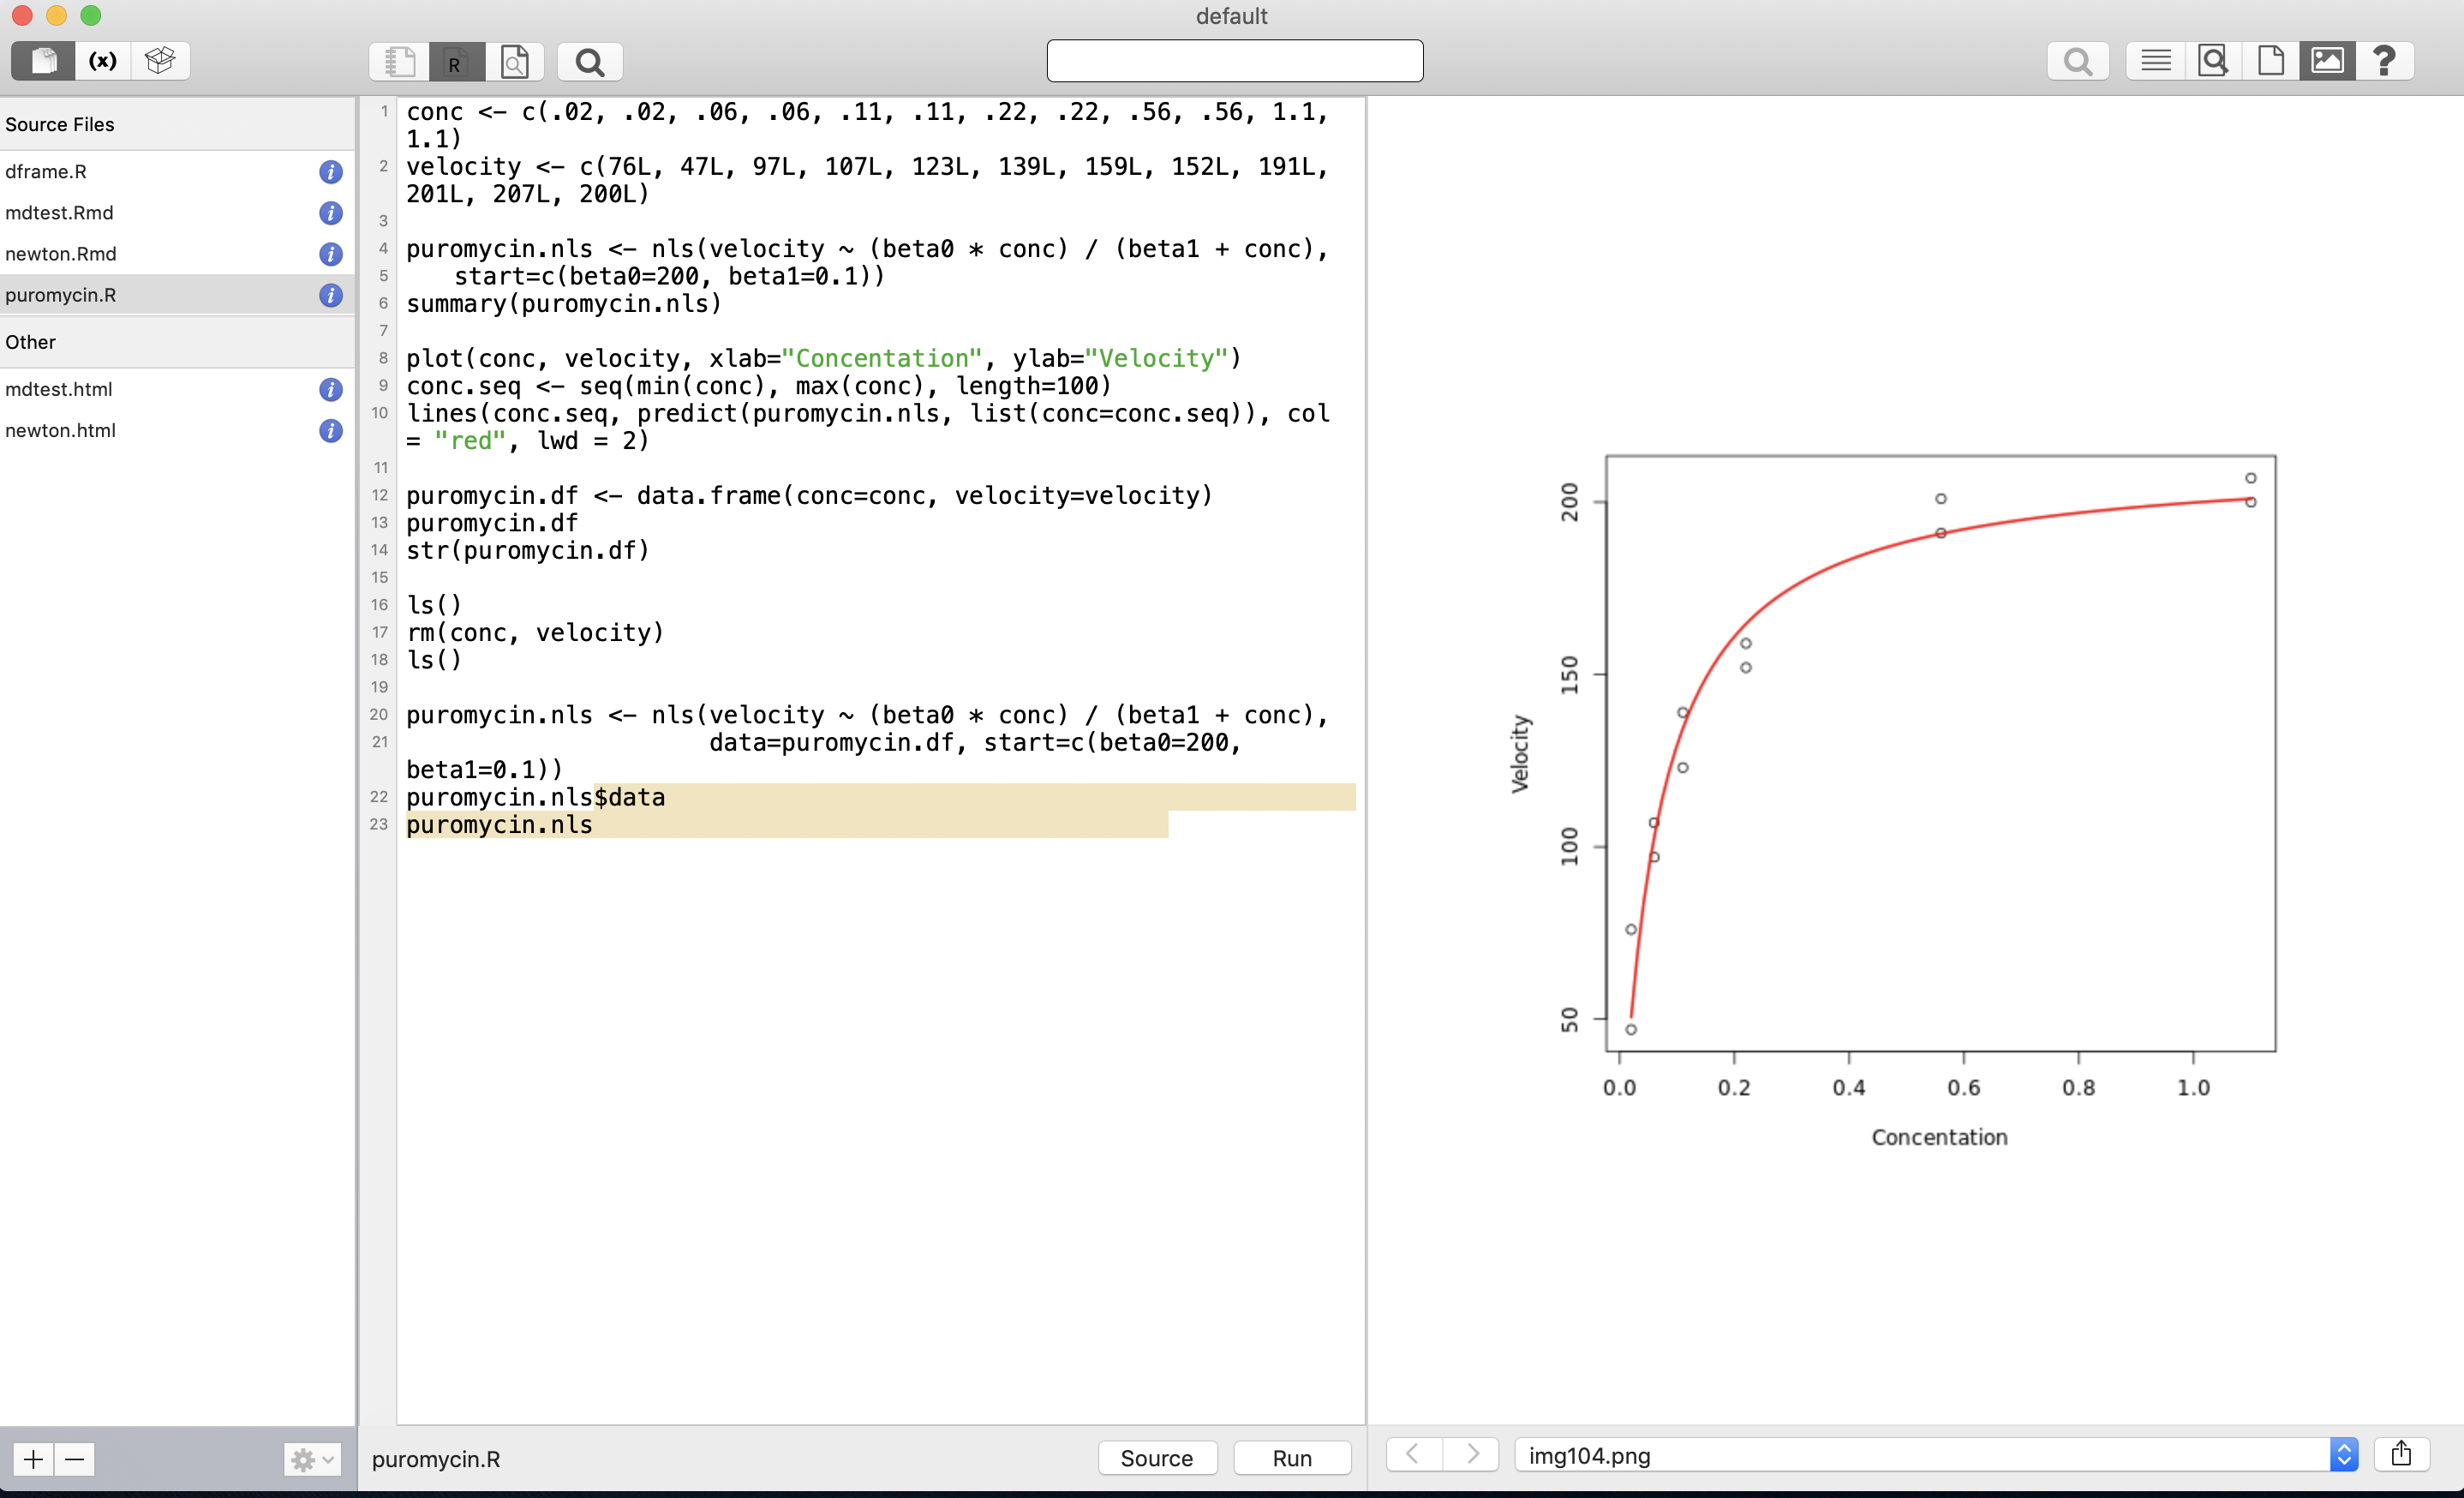 default
(x)
R
?
Source Files
dframe.R
mdtest.Rmd
newton.Rmd
puromycin.R
Other
mdtest.html
newton.html
1 conc <- c(.02, .02, .06, .06, .11, .11, .22, .22, .56, .56, 1.1,
1.1)
2 velocity <- c(76L, 47L, 97L, 107L, 123L, 139L, 159L, 152L, 191L,
201L, 207L, 200L)
3
4 puromycin.nls <- nls(velocity ~ (beta0 * conc) / (beta1 + conc),
5 start=c(beta0=200, beta1=0.1))
6 summary(puromycin.nls)
7
8 plot(conc, velocity, xlab="Concentation", ylab="Velocity")
9 conc.seq <- seq(min(conc), max(conc), length=100)
10 lines(conc.seq, predict(puromycin.nls, list(conc=conc.seq)), col
= "red", lwd = 2)
11
12 puromycin.df <- data.frame(conc=conc, velocity=velocity)
13 puromycin.df
14 str(puromycin.df)
15
16 ls()
17 rm(conc, velocity)
18 ls()
19
20 puromycin.nls <- nls(velocity ~ (beta0 * conc) / (beta1 + conc),
21 data=puromycin.df, start=c(beta0=200,
beta1=0.1))
22 puromycin.nls$data
23 puromycin.nls
200
150
100
50
Velocity
0.0 0.2 0.4 0.6 0.8 1.0
Concentation
puromycin.R
Source
Run
img104.png